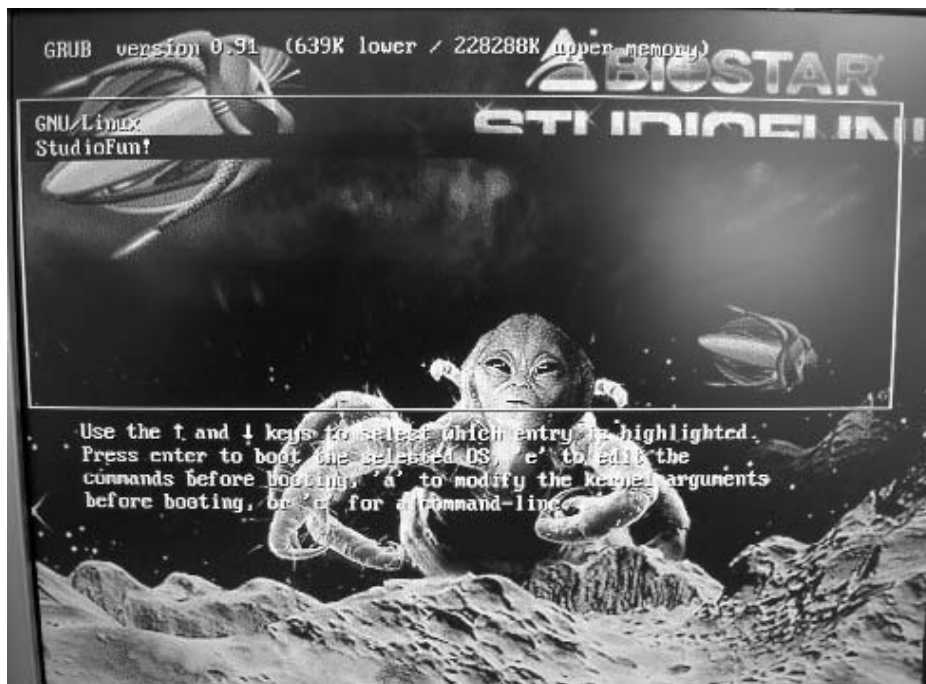 GRUB version 0.91 (639K lower / 228288K upper memory)
BIOSTAR
STUDIOFUN!
GNU/Linux
StudioFun!
Use the ↑ and ↓ keys to select which entry is highlighted.
Press enter to boot the selected OS, 'e' to edit the
commands before booting, 'a' to modify the kernel arguments
before booting, or 'c' for a command-line.